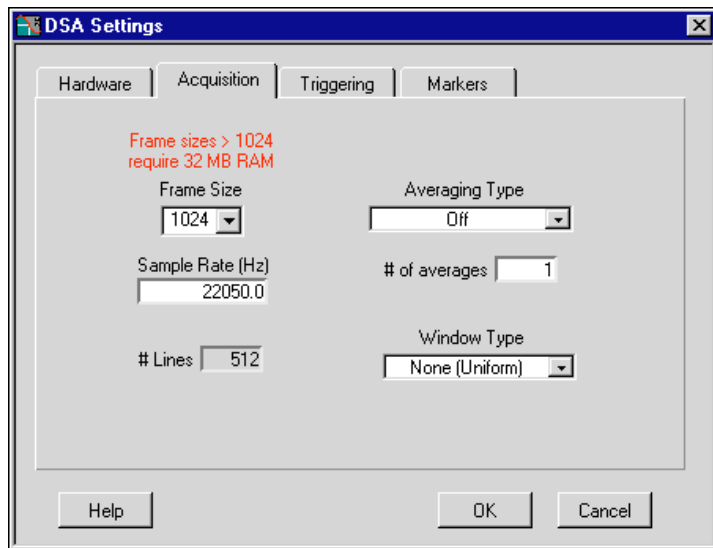 DSA Settings
Hardware
Acquisition
Triggering
Markers
Frame sizes > 1024
require 32 MB RAM
Frame Size
1024
Averaging Type
Off
Sample Rate (Hz)
22050.0
# of averages 1
# Lines 512
Window Type
None (Uniform)
Help
OK
Cancel